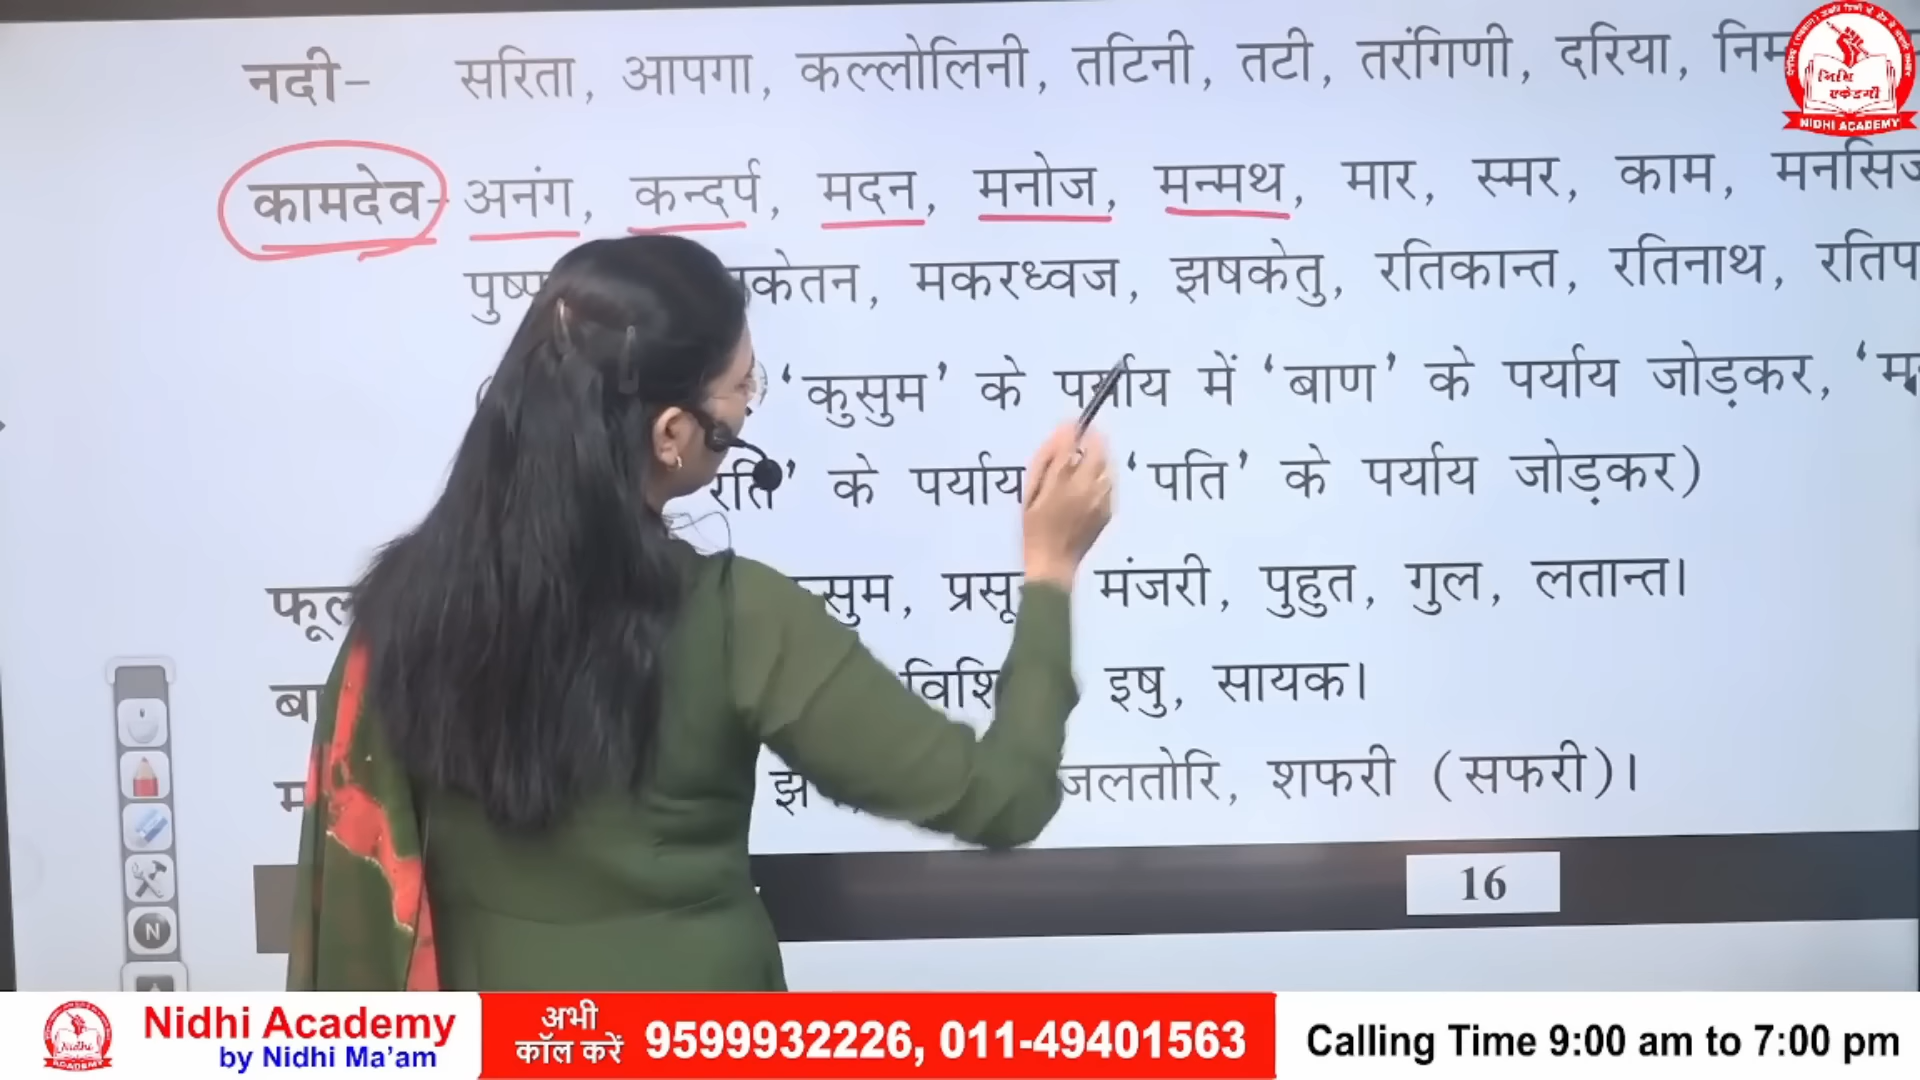 नदी- सरिता, आपगा, कल्लोलिनी, तटिनी, तटी, तरंगिणी, दरिया,
कामदेव- अनंग, कन्दर्प, मदन, मनोज, मन्मथ, मार, स्मर, काम, मनसिज
मकरध्वज, झषकेतु, रतिकान्त, रतिनाथ,
'कुसुम' के पर्याय में 'बाण' के पर्याय जोड़कर,
रति' के पर्याय 'पति' के पर्याय जोड़कर)
मंजरी, पुहुत, गुल, लतान्त।
इषु, सायक।
जलतोरि, शफरी (सफरी)।
16
निधि
एकेडमी
NIDHI ACADEMY
N
Nidhi Academy
by Nidhi Ma'am
अभी
कॉल करें
9599932226, 011-49401563
Calling Time 9:00 am to 7:00 pm